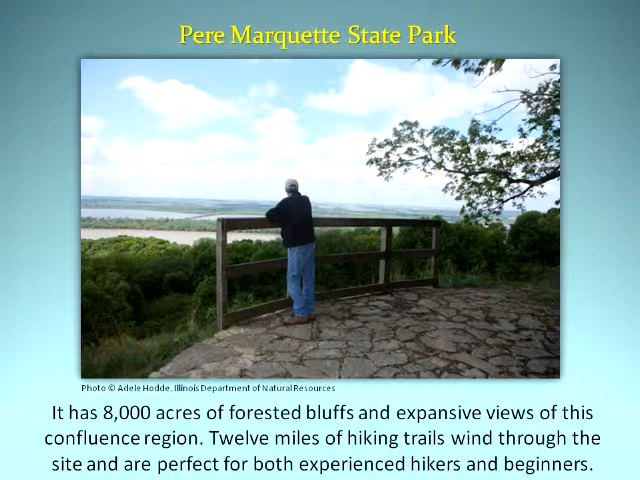 Pere Marquette State Park
Photo © Adele Hodde, Illinois Department of Natural Resources
It has 8,000 acres of forested bluffs and expansive views of this
confluence region. Twelve miles of hiking trails wind through the
site and are perfect for both experienced hikers and beginners.